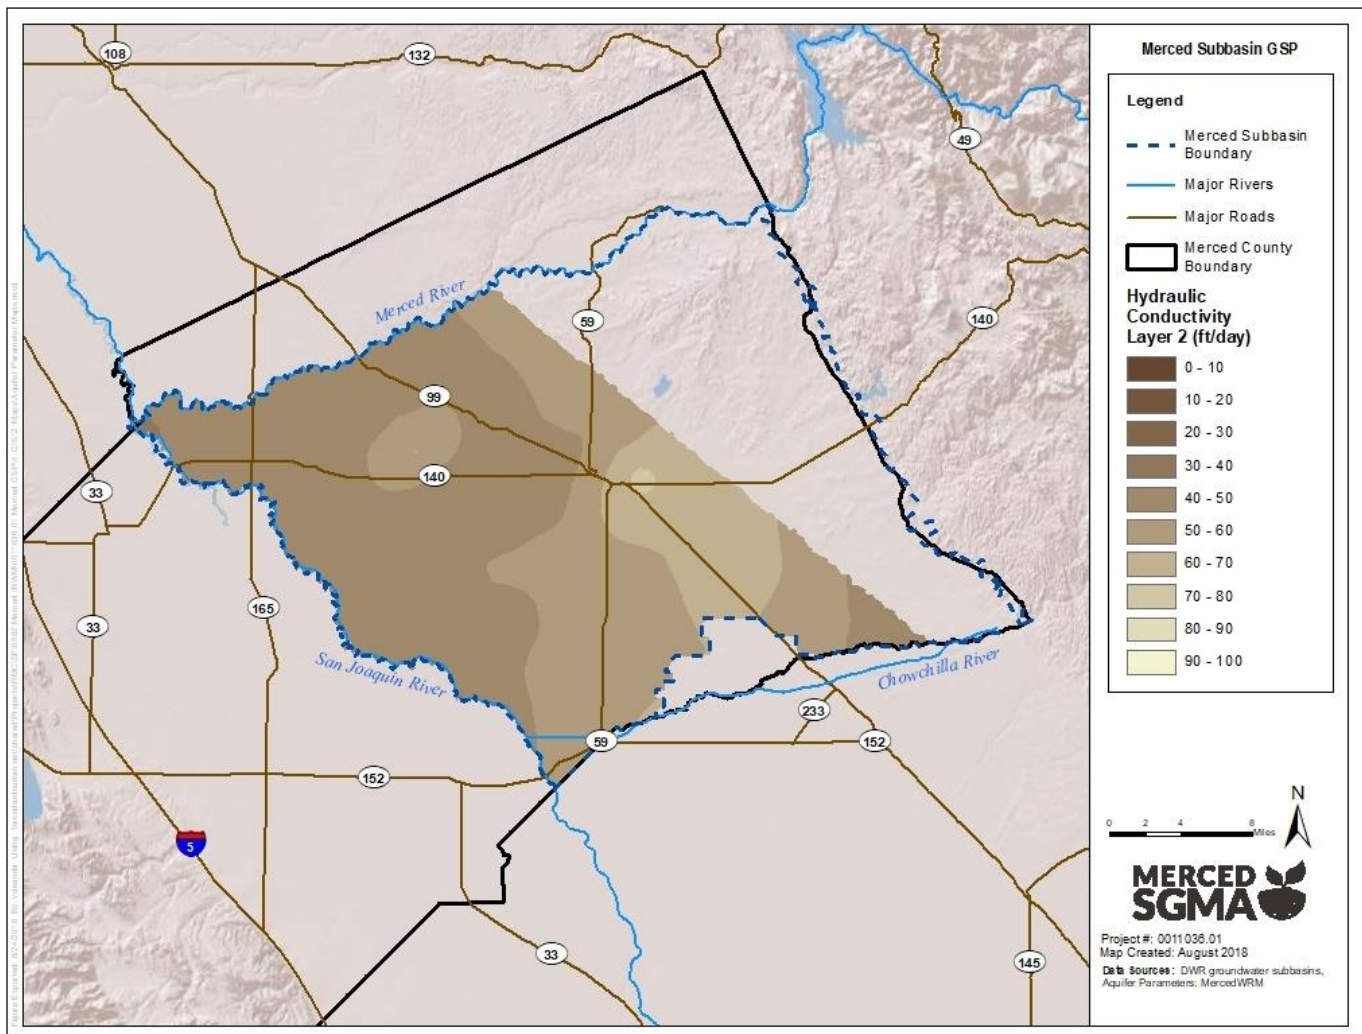 108
132
49
Merced River
59
140
99
140
33
165
33
San Joaquin River
Chowchilla River
233
59
152
152
5
33
145
Merced Subbasin GSP
Legend
Merced Subbasin
Boundary
Major Rivers
Major Roads
Merced County
Boundary
Hydraulic
Conductivity
Layer 2 (ft/day)
0 - 10
10 - 20
20 - 30
30 - 40
40 - 50
50 - 60
60 - 70
70 - 80
80 - 90
90 - 100
N
0 2 4 8
Miles
MERCED
SGMA
Project #: 0011036.01
Map Created: August 2018
Data Sources: DWR groundwater subbasins,
Aquifer Parameters: MercedWRM